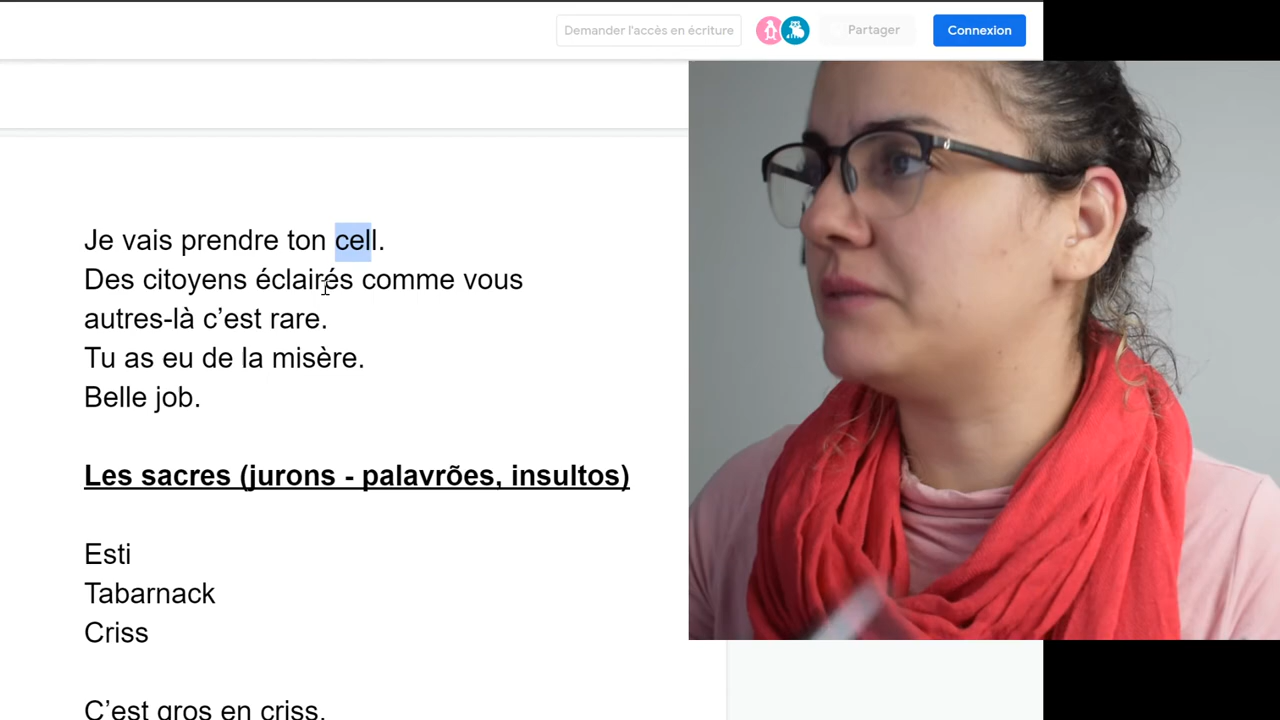 Demander l'accès en écriture
Partager
Connexion
Je vais prendre ton cell.
Des citoyens éclairés comme vous
autres-là c’est rare.
Tu as eu de la misère.
Belle job.
Les sacres (jurons - palavrões, insultos)
Esti
Tabarnack
Criss
C’est gros en criss.